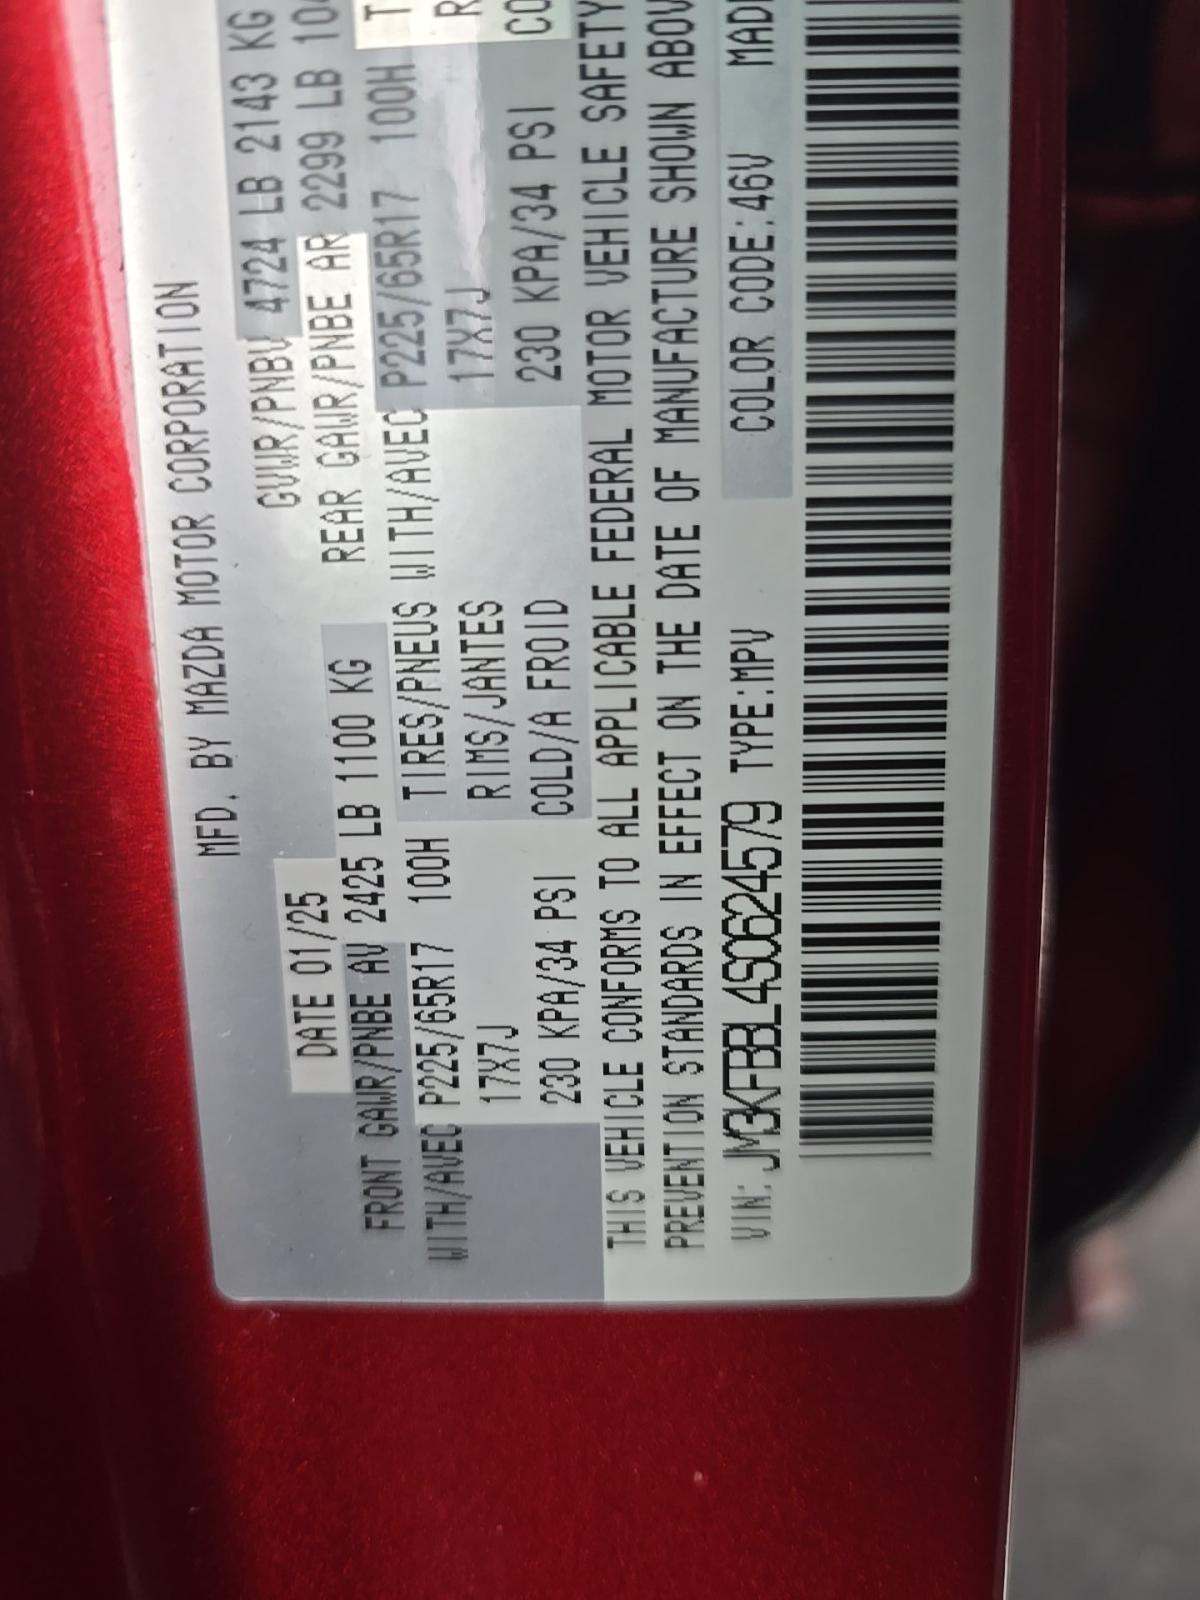 MFD. BY MAZDA MOTOR CORPORATION
DATE 01/25 GVWR/PNBV 4724 LB 2143 KG
FRONT GAWR/PNBE AV 2425 LB 1100 KG REAR GAWR/PNBE AR 2299 LB
WITH/AVEC P225/65R17 100H TIRES/PNEUS WITH/AVEC P225/65R17 100H
17X7J RIMS/JANTES 17X7J
230 KPA/34 PSI COLD/A FROID 230 KPA/34 PSI
THIS VEHICLE CONFORMS TO ALL APPLICABLE FEDERAL MOTOR VEHICLE SAFETY
PREVENTION STANDARDS IN EFFECT ON THE DATE OF MANUFACTURE SHOWN ABOV
VIN: JM3KFBBL4S0624579 TYPE:MPV COLOR CODE:46V MAD